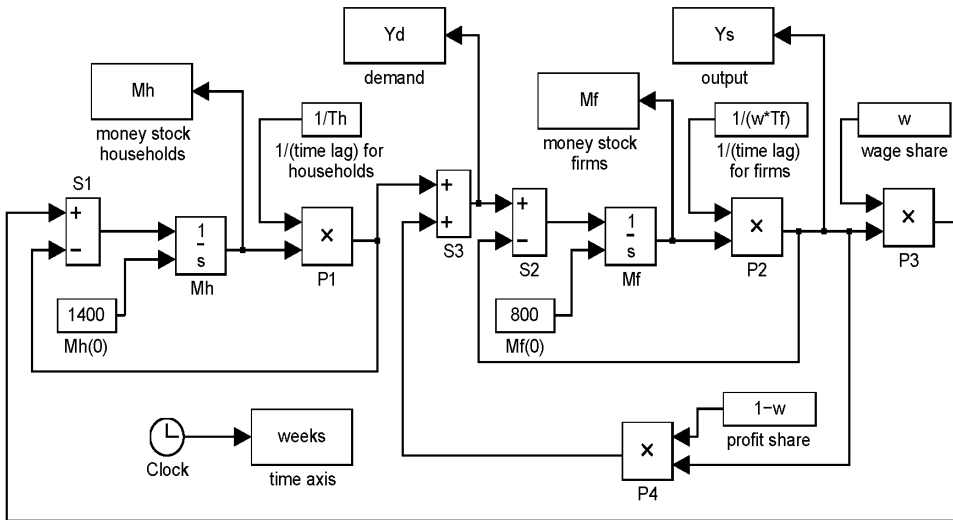 Yd
demand
Ys
output
Mh
money stock
households
1/Th
1/(time lag) for
households
Mf
money stock
firms
1/(w*Tf)
1/(time lag)
for firms
w
wage share
S1
+
−
1
s
Mh
1400
Mh(0)
×
P1
+
+
S3
+
−
S2
1
s
Mf
800
Mf(0)
×
P2
×
P3
Clock
weeks
time axis
×
P4
1−w
profit share